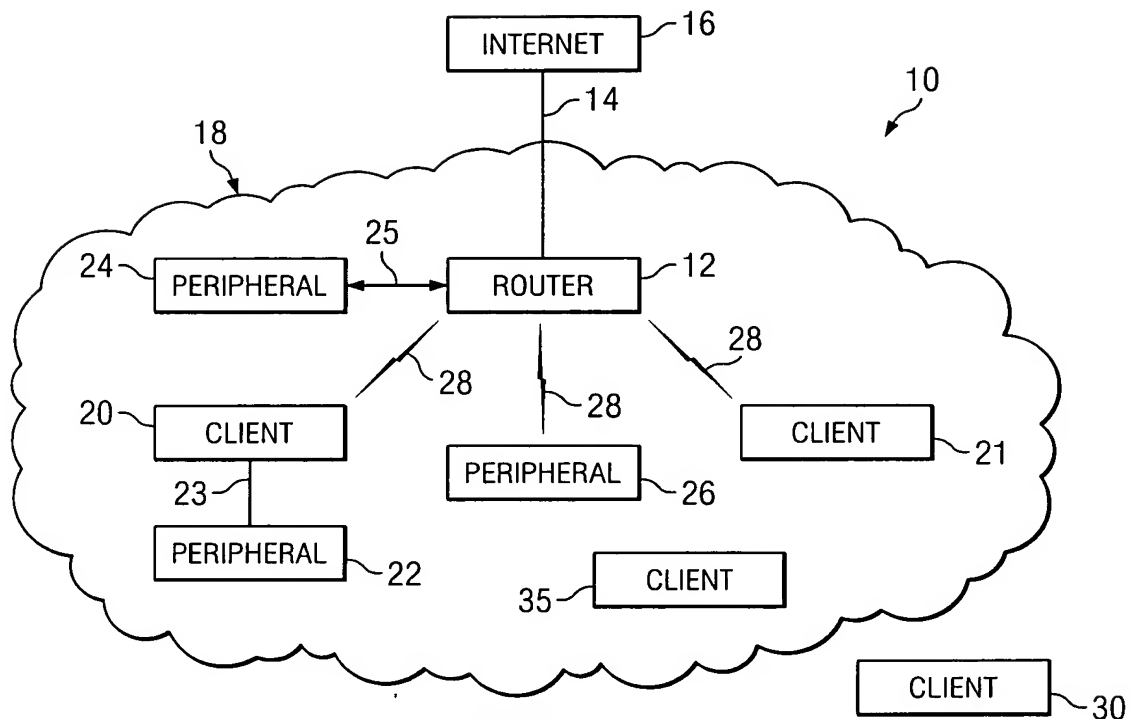 INTERNET
16
14
10
18
25
24
PERIPHERAL
ROUTER
12
28
28
28
20
CLIENT
CLIENT
21
23
PERIPHERAL
26
PERIPHERAL
22
CLIENT
35
CLIENT
30